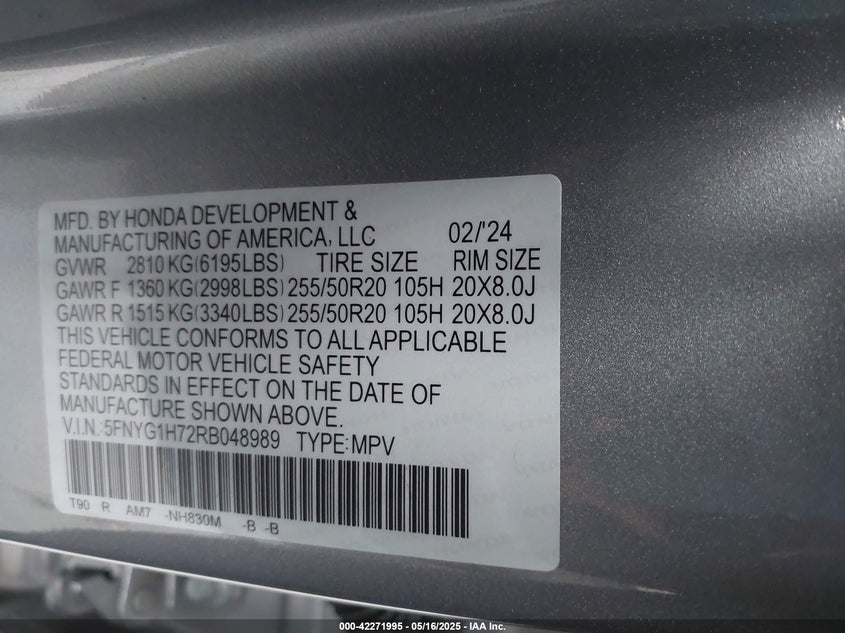 MFD. BY HONDA DEVELOPMENT &
MANUFACTURING OF AMERICA, LLC 02/'24
GVWR 2810 KG(6195LBS) TIRE SIZE RIM SIZE
GAWR F 1360 KG(2998LBS) 255/50R20 105H 20X8.0J
GAWR R 1515 KG(3340LBS) 255/50R20 105H 20X8.0J
THIS VEHICLE CONFORMS TO ALL APPLICABLE
FEDERAL MOTOR VEHICLE SAFETY
STANDARDS IN EFFECT ON THE DATE OF
MANUFACTURE SHOWN ABOVE.
V.I.N.:5FNYG1H72RB048989 TYPE:MPV
T90 R AM7 -NH830M -B -B
000-42271995 — 05/16/2025 — IAA Inc.